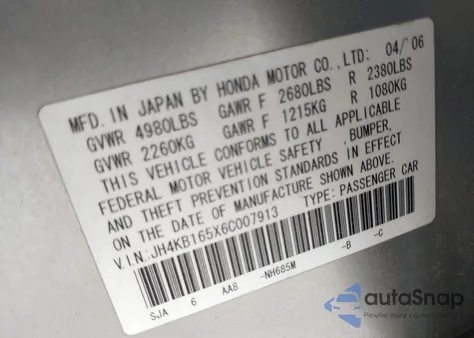 MFD. IN JAPAN BY HONDA MOTOR CO., LTD: 04/'06
GVWR 4980LBS GAWR F 2680LBS R 2380LBS
GVWR 2260KG GAWR F 1215KG R 1080KG
THIS VEHICLE CONFORMS TO ALL APPLICABLE
FEDERAL MOTOR VEHICLE SAFETY ,BUMPER,
AND THEFT PREVENTION STANDARDS IN EFFECT
ON THE DATE OF MANUFACTURE SHOWN ABOVE.
V.I.N:JH4KB165X6C007913 TYPE: PASSENGER CAR
SJA 6 AA8 -NH685M -B -C
autoSnap